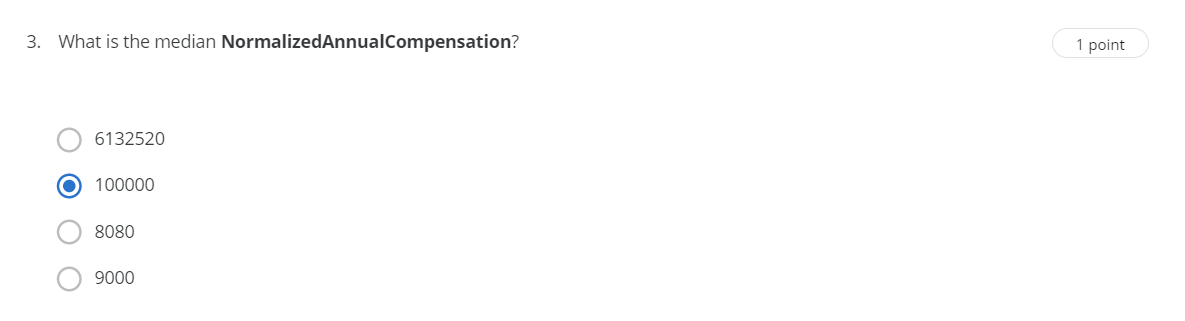 3. What is the median NormalizedAnnualCompensation?
1 point
6132520
100000
8080
9000